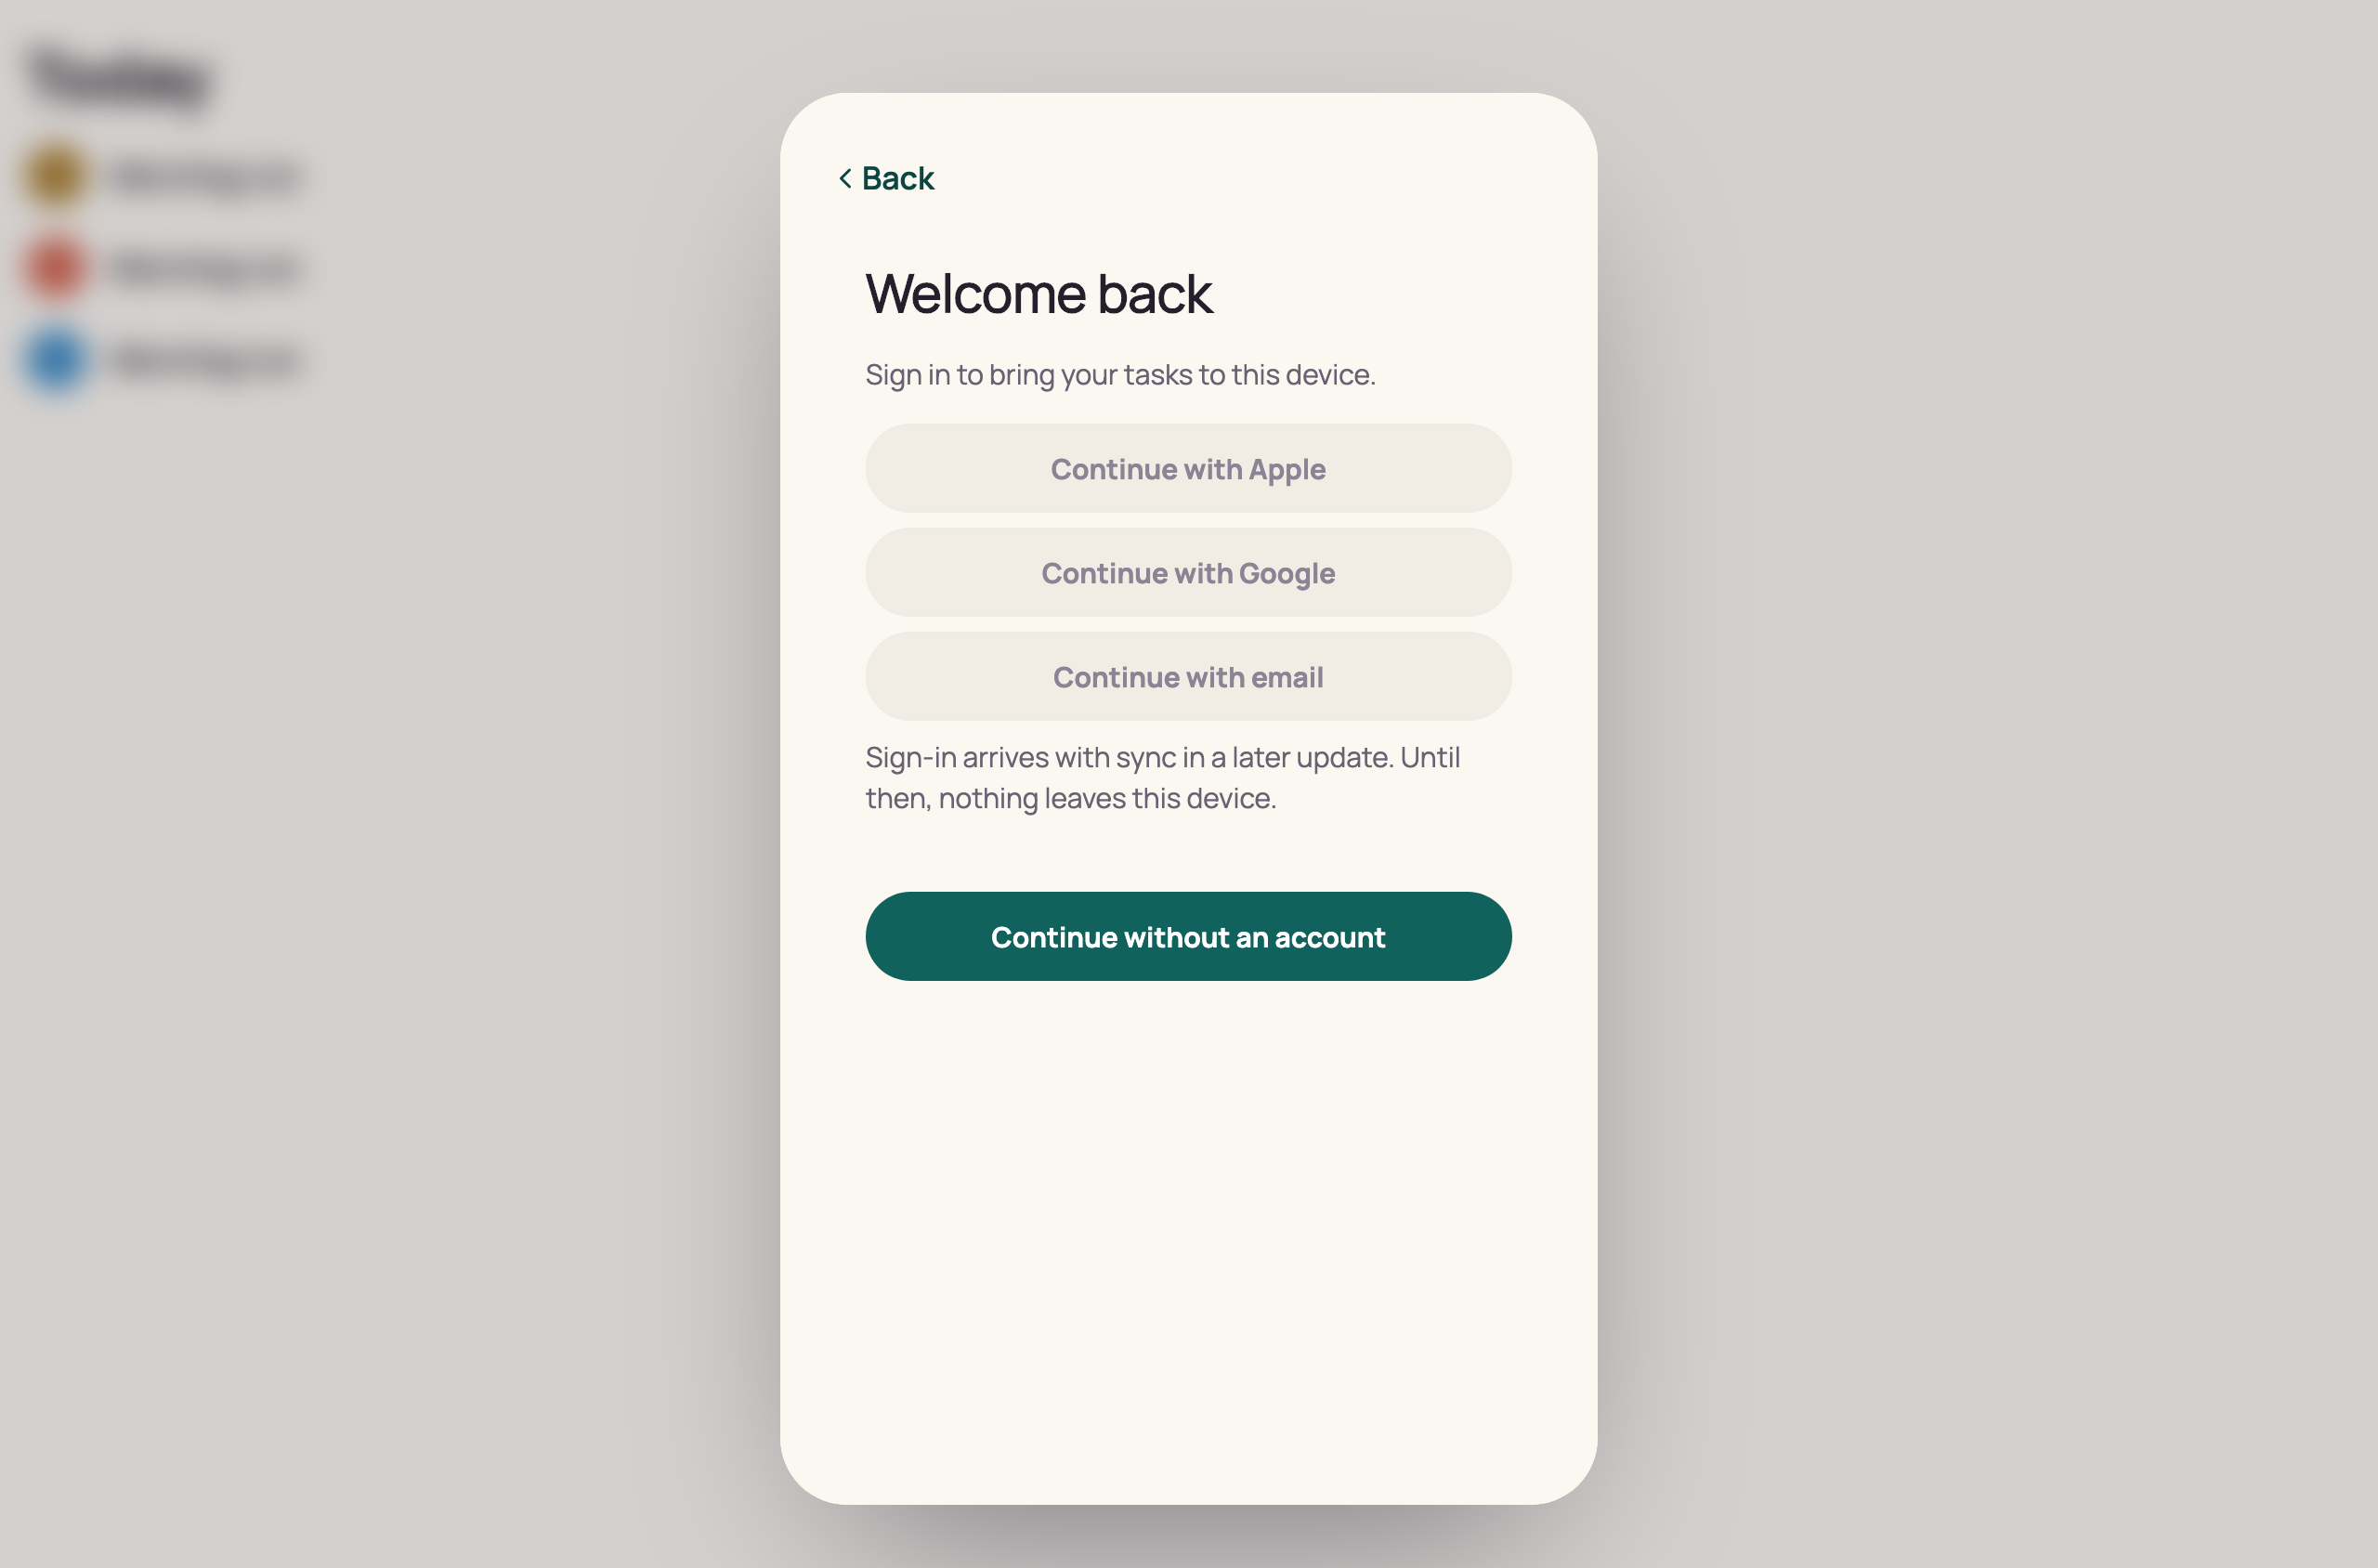 Today
Back
Welcome back
Sign in to bring your tasks to this device.
Continue with Apple
Continue with Google
Continue with email
Sign-in arrives with sync in a later update. Until
then, nothing leaves this device.
Continue without an account